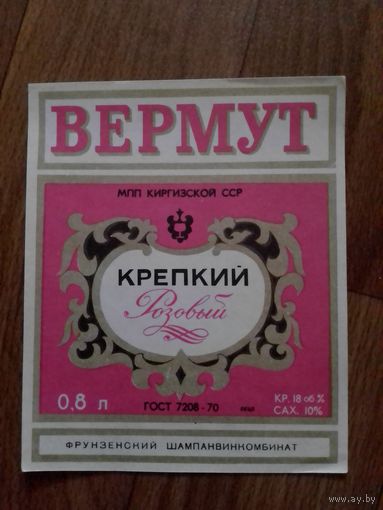 ВЕРМУТ
МПП КИРГИЗСКОЙ ССР
КРЕПКИЙ
Розовый
0,8 л
ГОСТ 7208-70
КР. 18 об %
САХ. 10%
ФРУНЗЕНСКИЙ ШАМПАНВИНКОМБИНАТ
www.ay.by